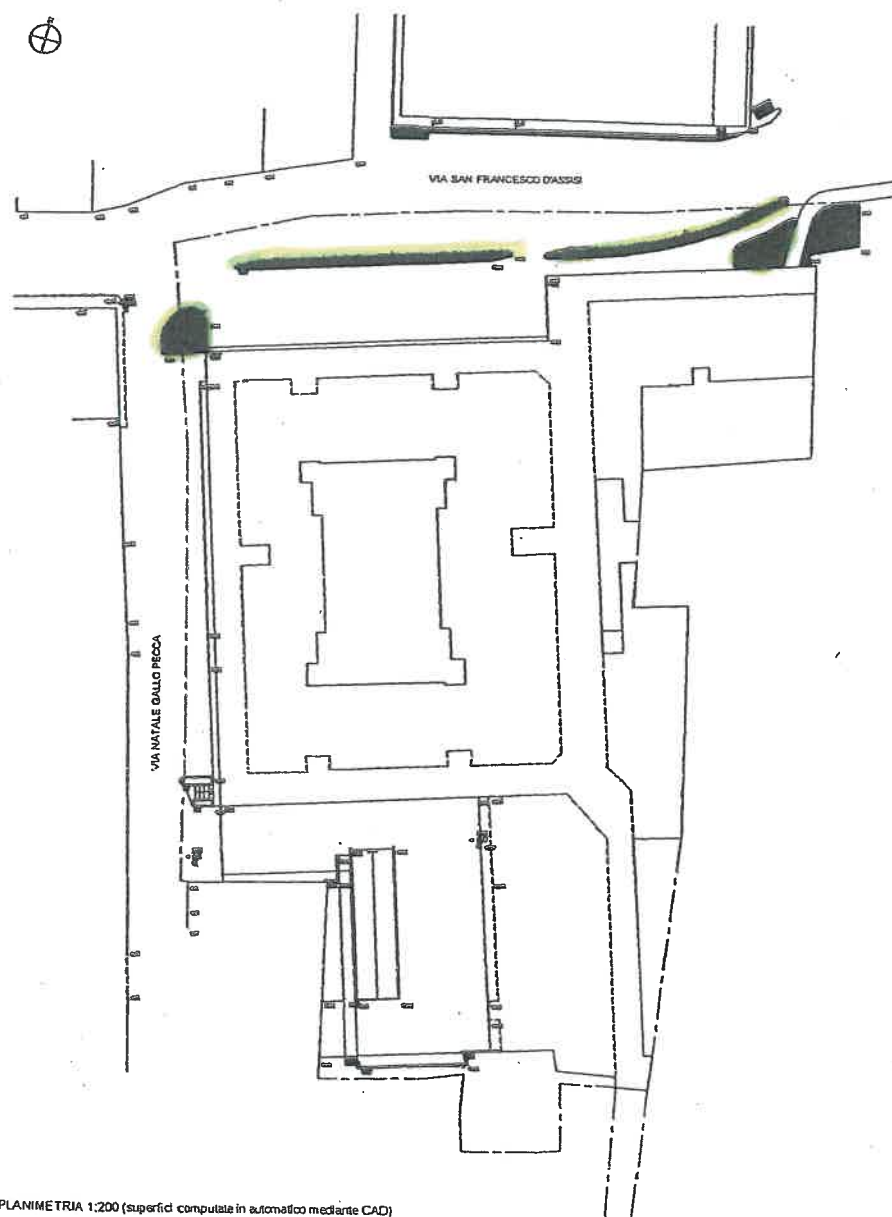 VIA SAN FRANCESCO D'ASSISI
VIA NATALE GALLO PECCA
PLANIMETRIA 1:200 (superfici computate in automatico mediante CAD)